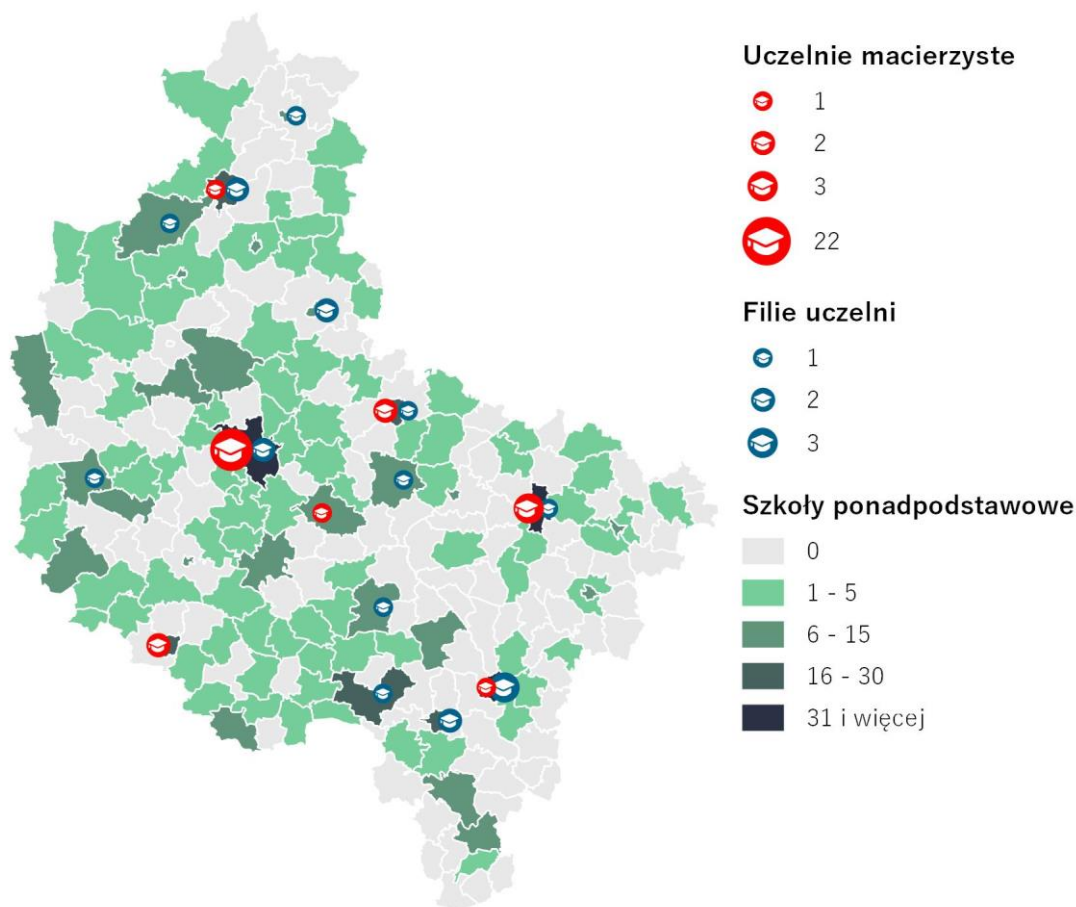 Uczelnie macierzyste
1
2
3
22
Filie uczelni
1
2
3
Szkoły ponadpodstawowe
0
1 - 5
6 - 15
16 - 30
31 i więcej